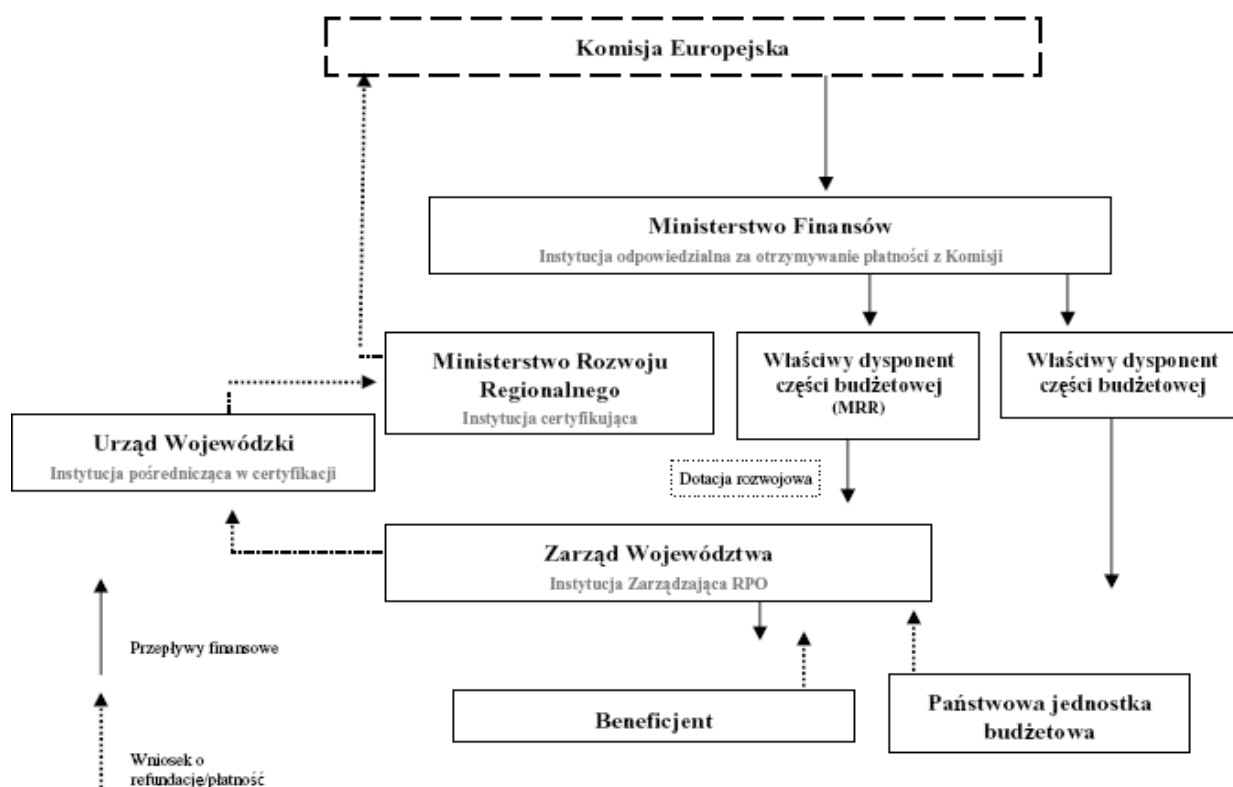 Komisja Europejska
Ministerstwo Finansów
Instytucja odpowiedzialna za otrzymywanie płatności z Komisji
Ministerstwo Rozwoju
Regionalnego
Instytucja certyfikująca
Właściwy dysponent
części budżetowej
(MRR)
Właściwy dysponent
części budżetowej
Urząd Wojewódzki
Instytucja pośrednicząca w certyfikacji
Dotacja rozwojowa
Zarząd Województwa
Instytucja Zarządzająca RPO
Przepływy finansowe
Beneficjent
Państwowa jednostka
budżetowa
Wniosek o
refundację/płatność